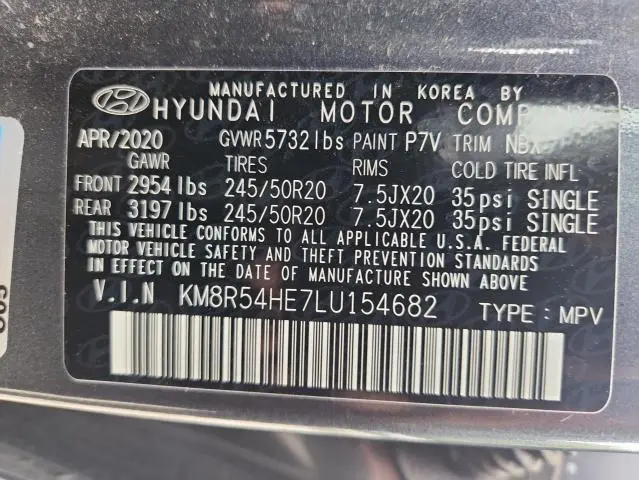 MANUFACTURED IN KOREA BY
HYUNDAI MOTOR COMPANY
APR/2020 GVWR 5732 lbs PAINT P7V TRIM NBX
GAWR TIRES RIMS COLD TIRE INFL
FRONT 2954 lbs 245/50R20 7.5JX20 35 psi SINGLE
REAR 3197 lbs 245/50R20 7.5JX20 35 psi SINGLE
THIS VEHICLE CONFORMS TO ALL APPLICABLE U.S.A. FEDERAL
MOTOR VEHICLE SAFETY AND THEFT PREVENTION STANDARDS
IN EFFECT ON THE DATE OF MANUFACTURE SHOWN ABOVE
V.I.N KM8R54HE7LU154682 TYPE : MPV